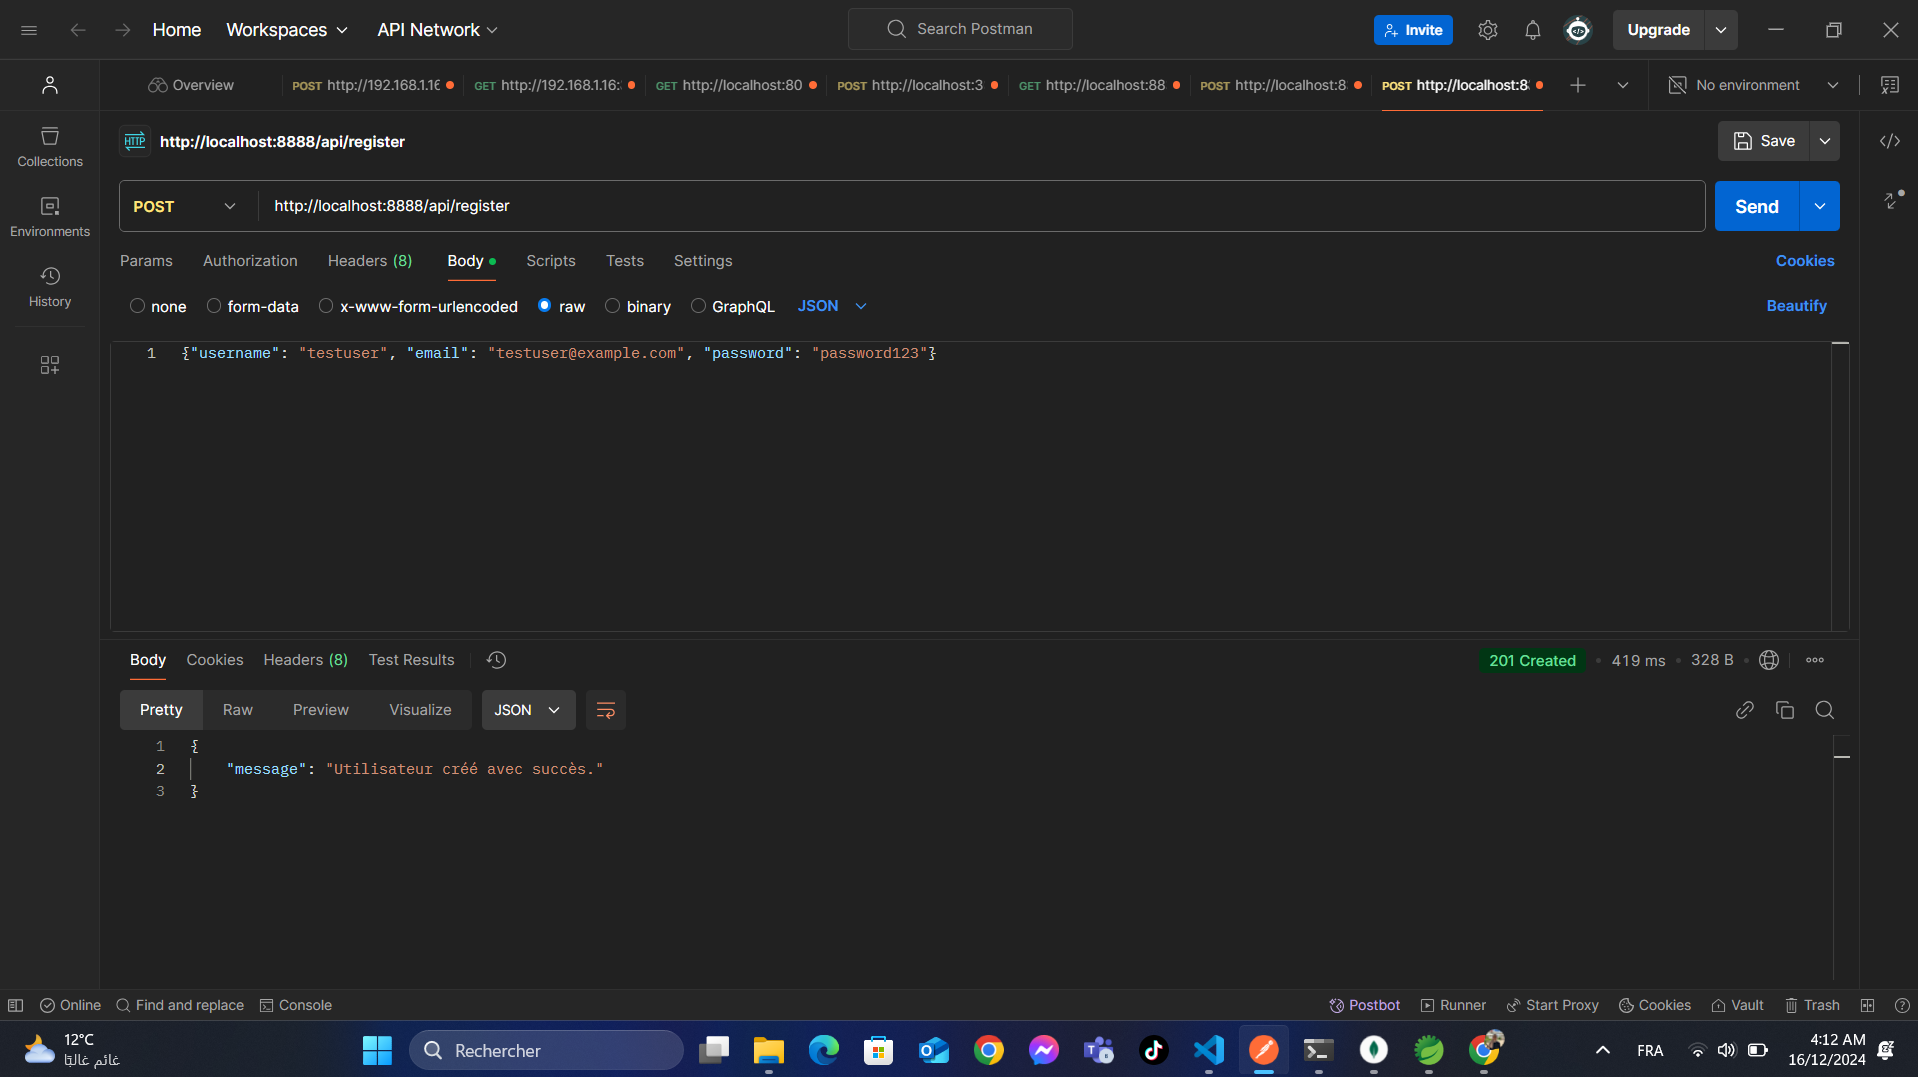 Home
Workspaces
API Network
Search Postman
Invite
Upgrade
Overview
POST http://192.168.1.16
GET http://192.168.1.16:
GET http://localhost:80
POST http://localhost:3
GET http://localhost:88
POST http://localhost:8
POST http://localhost:8
No environment
Collections
Environments
History
HTTP http://localhost:8888/api/register
Save
POST http://localhost:8888/api/register
Send
Params Authorization Headers (8) Body Scripts Tests Settings Cookies
none form-data x-www-form-urlencoded raw binary GraphQL JSON Beautify
1 {"username": "testuser", "email": "testuser@example.com", "password": "password123"}
Body Cookies Headers (8) Test Results
201 Created 419 ms 328 B
Pretty Raw Preview Visualize JSON
1 {
2 "message": "Utilisateur créé avec succès."
3 }
Online Find and replace Console
Postbot Runner Start Proxy Cookies Vault Trash
12°C
غائم غالبًا
Rechercher
FRA
4:12 AM
16/12/2024